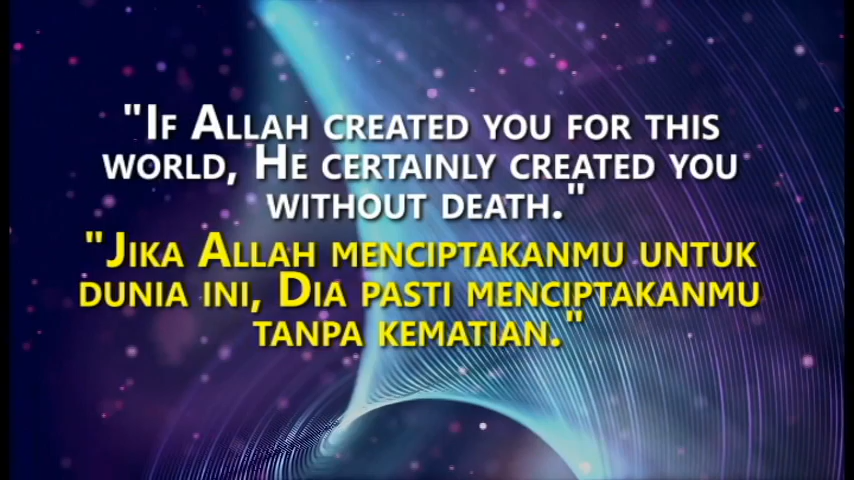 "If Allah created you for this
world, He certainly created you
without death."
"Jika Allah menciptakanmu untuk
dunia ini, Dia pasti menciptakanmu
tanpa kematian."